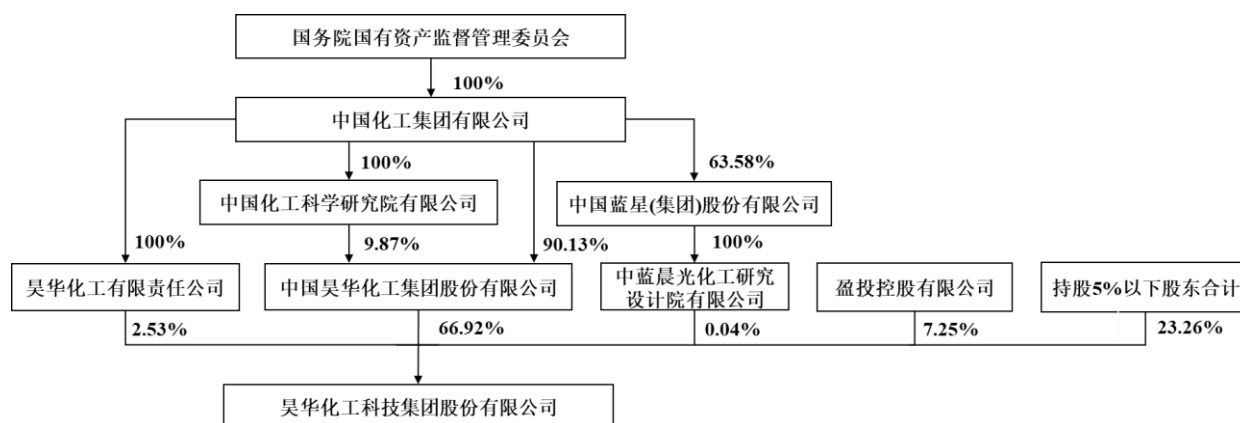 国务院国有资产监督管理委员会
100%
中国化工集团有限公司
100%
63.58%
中国化工科学研究院有限公司
中国蓝星(集团)股份有限公司
100%
9.87%
90.13%
100%
昊华化工有限责任公司
中国昊华化工集团股份有限公司
中蓝晨光化工研究
设计院有限公司
盈投控股有限公司
持股5%以下股东合计
2.53%
66.92%
0.04%
7.25%
23.26%
昊华化工科技集团股份有限公司